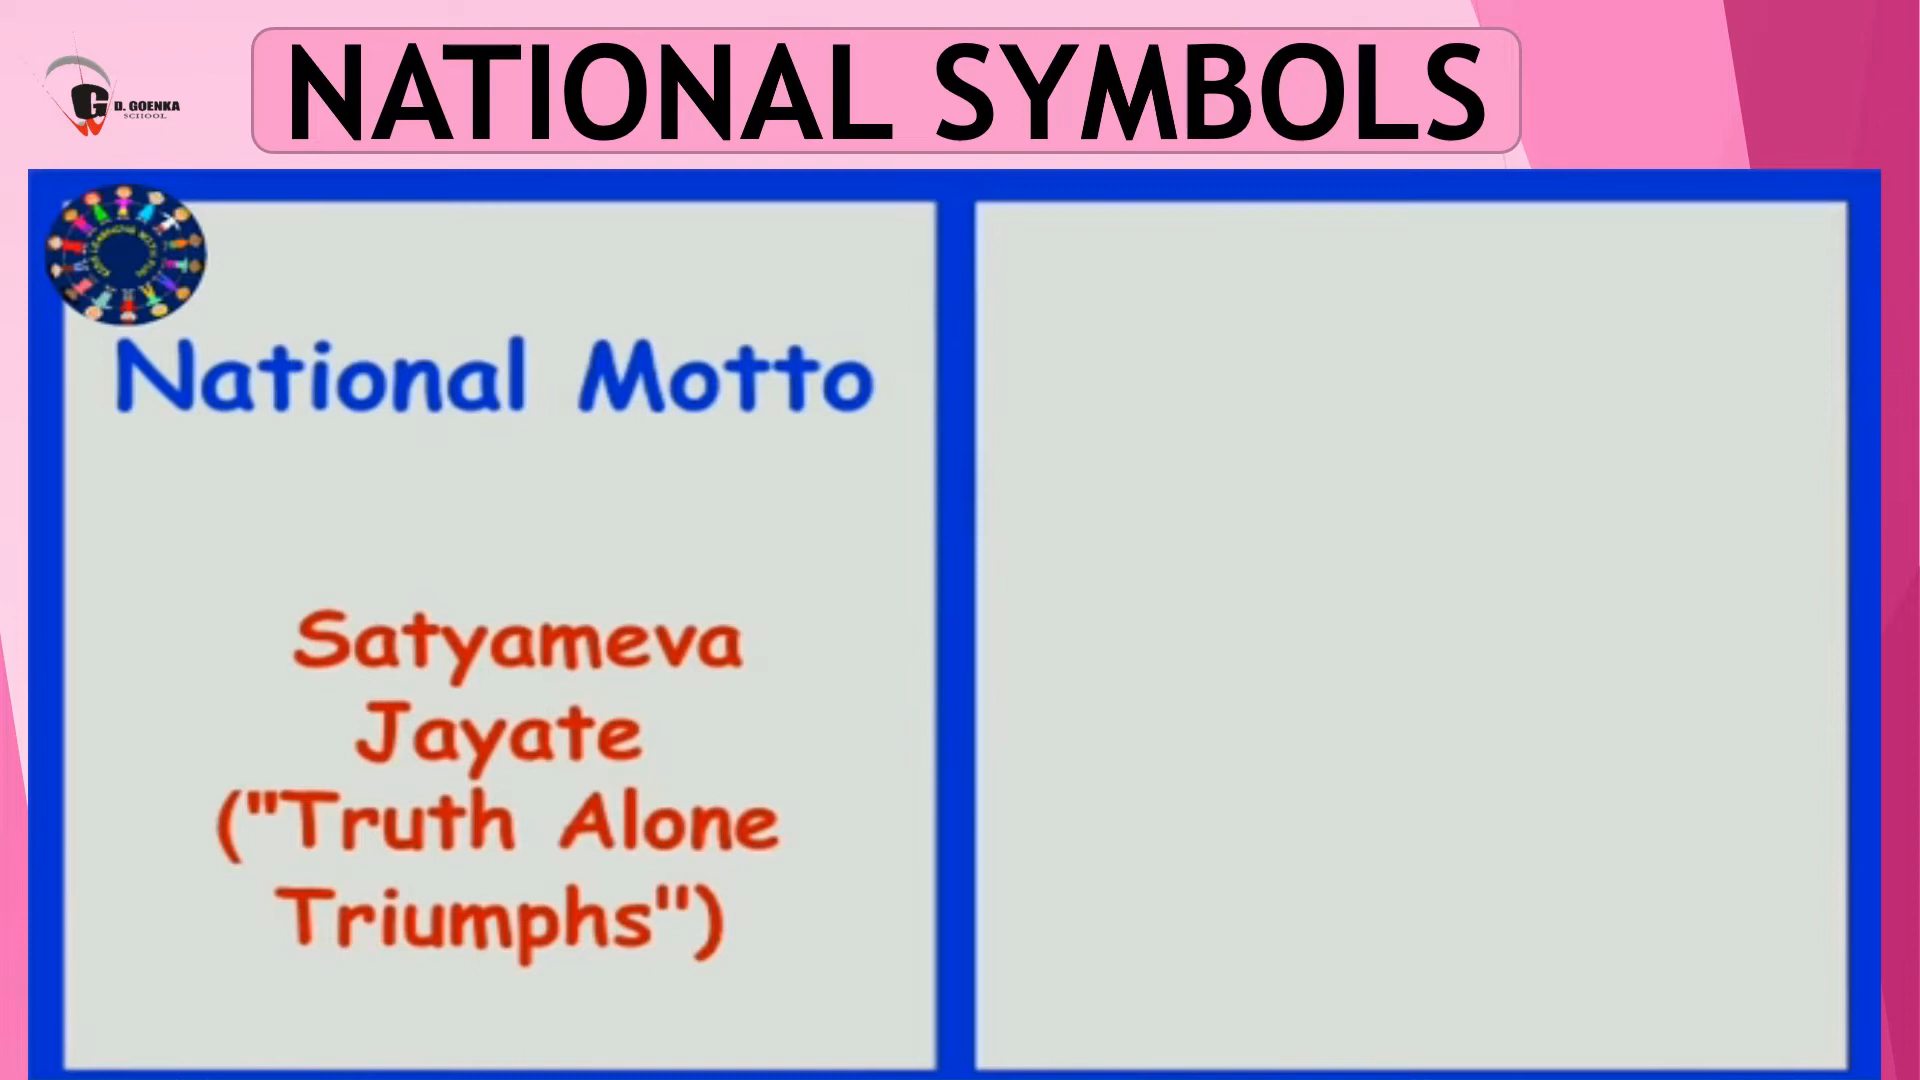 NATIONAL SYMBOLS
G D. GOENKA
SCHOOL
National Motto
Satyameva
Jayate
("Truth Alone
Triumphs")